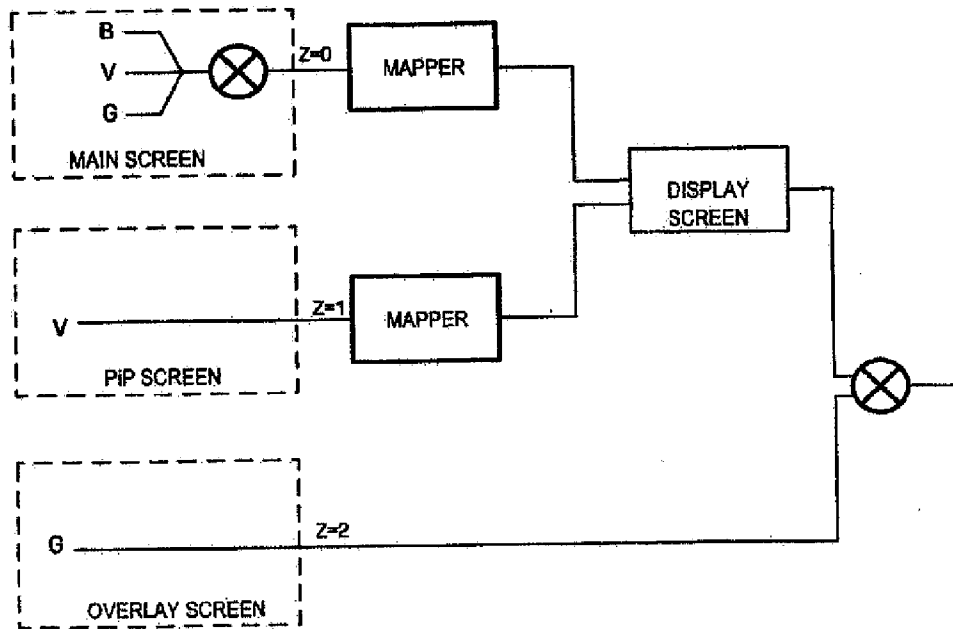 B
V
G
Z=0
MAPPER
MAIN SCREEN
DISPLAY
SCREEN
V
Z=1
MAPPER
PiP SCREEN
G
Z=2
OVERLAY SCREEN